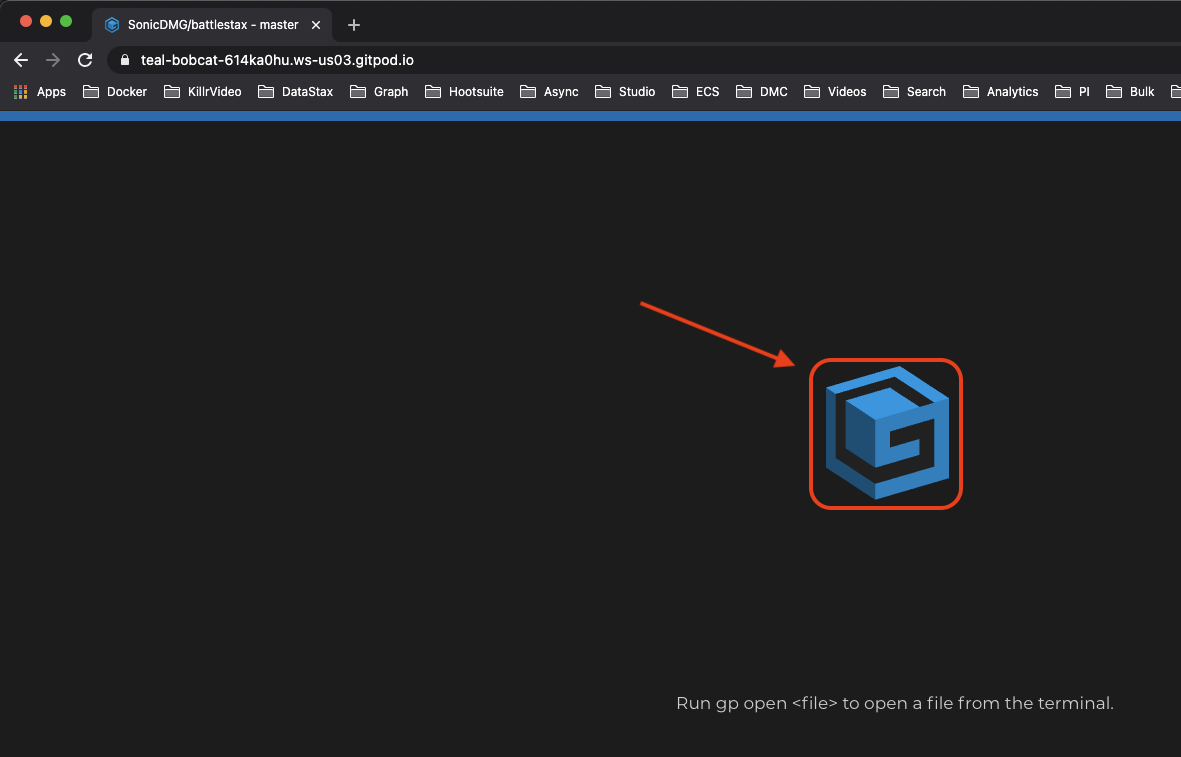 SonicDMG/battlestax - master
teal-bobcat-614ka0hu.ws-us03.gitpod.io
Apps Docker KillrVideo DataStax Graph Hootsuite Async Studio ECS DMC Videos Search Analytics PI Bulk
Run gp open <file> to open a file from the terminal.